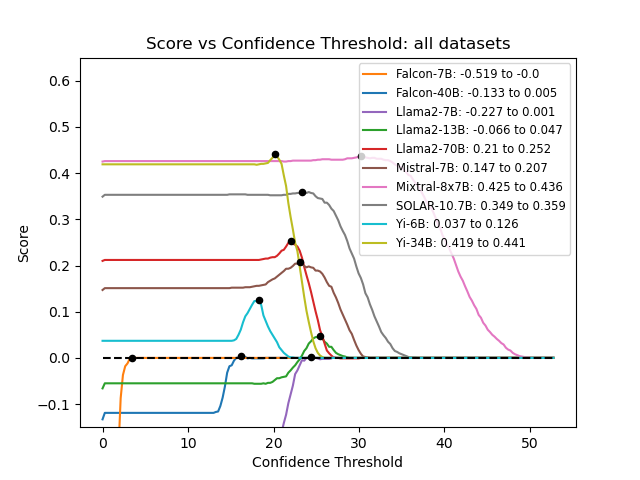 Score vs Confidence Threshold: all datasets
Score
0.6
0.5
0.4
0.3
0.2
0.1
0.0
−0.1
Falcon-7B: -0.519 to -0.0
Falcon-40B: -0.133 to 0.005
Llama2-7B: -0.227 to 0.001
Llama2-13B: -0.066 to 0.047
Llama2-70B: 0.21 to 0.252
Mistral-7B: 0.147 to 0.207
Mixtral-8x7B: 0.425 to 0.436
SOLAR-10.7B: 0.349 to 0.359
Yi-6B: 0.037 to 0.126
Yi-34B: 0.419 to 0.441
0 10 20 30 40 50
Confidence Threshold